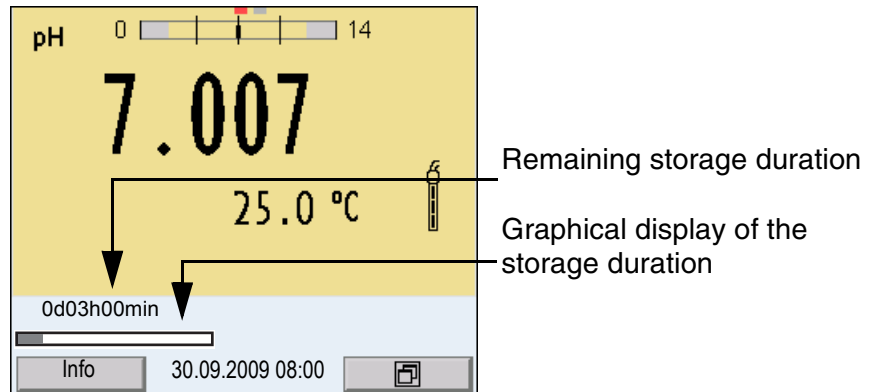 pH 0 14
7.007
25.0 °C
Remaining storage duration
Graphical display of the
storage duration
0d03h00min
Info 30.09.2009 08:00